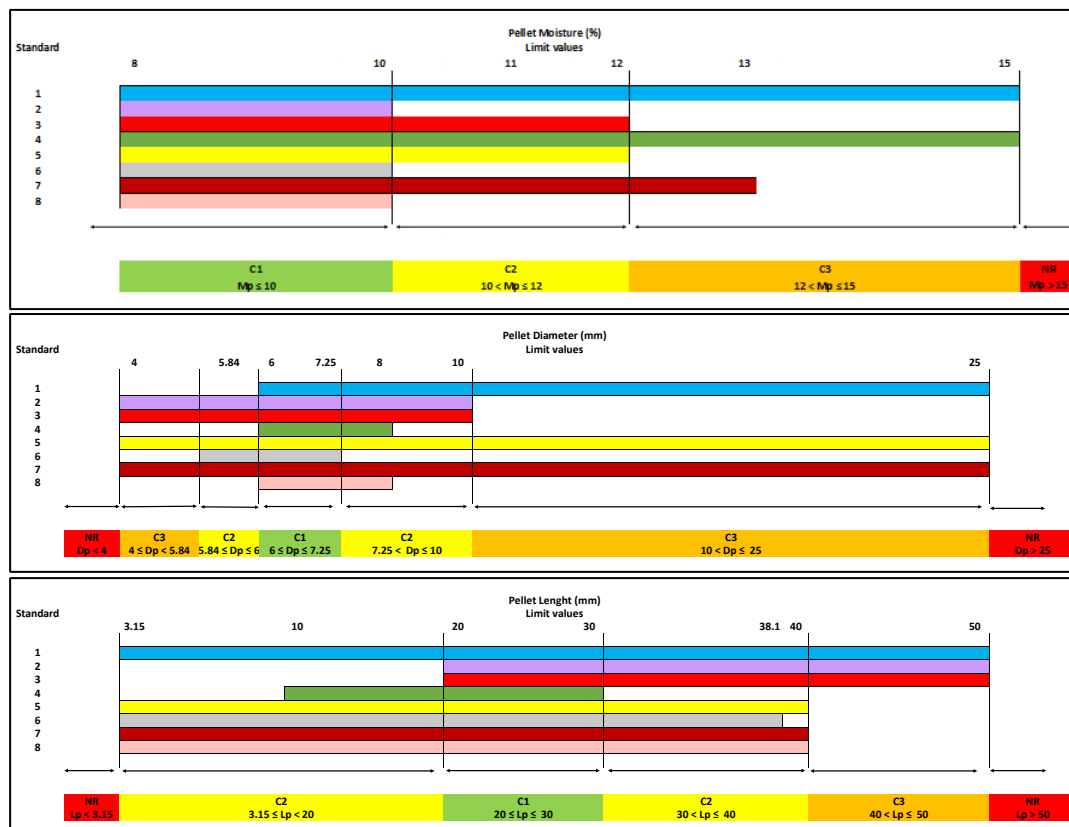 Pellet Moisture (%)
Standard Limit values
8 10 11 12 13 15
1
2
3
4
5
6
7
8
C1 C2 C3 NR
Mp ≤ 10 10 < Mp ≤ 12 12 < Mp ≤ 15 Mp > 15
Pellet Diameter (mm)
Standard Limit values
4 5.84 6 7.25 8 10 25
1
2
3
4
5
6
7
8
NR C3 C2 C1 C2 C3 NR
Dp < 4 4 ≤ Dp < 5.84 5.84 ≤ Dp ≤ 6 6 ≤ Dp ≤ 7.25 7.25 < Dp ≤ 10 10 < Dp ≤ 25 Dp > 25
Pellet Lenght (mm)
Standard Limit values
3.15 10 20 30 38.1 40 50
1
2
3
4
5
6
7
8
NR C2 C1 C2 C3 NR
Lp < 3.15 3.15 ≤ Lp < 20 20 ≤ Lp ≤ 30 30 < Lp ≤ 40 40 < Lp ≤ 50 Lp > 50